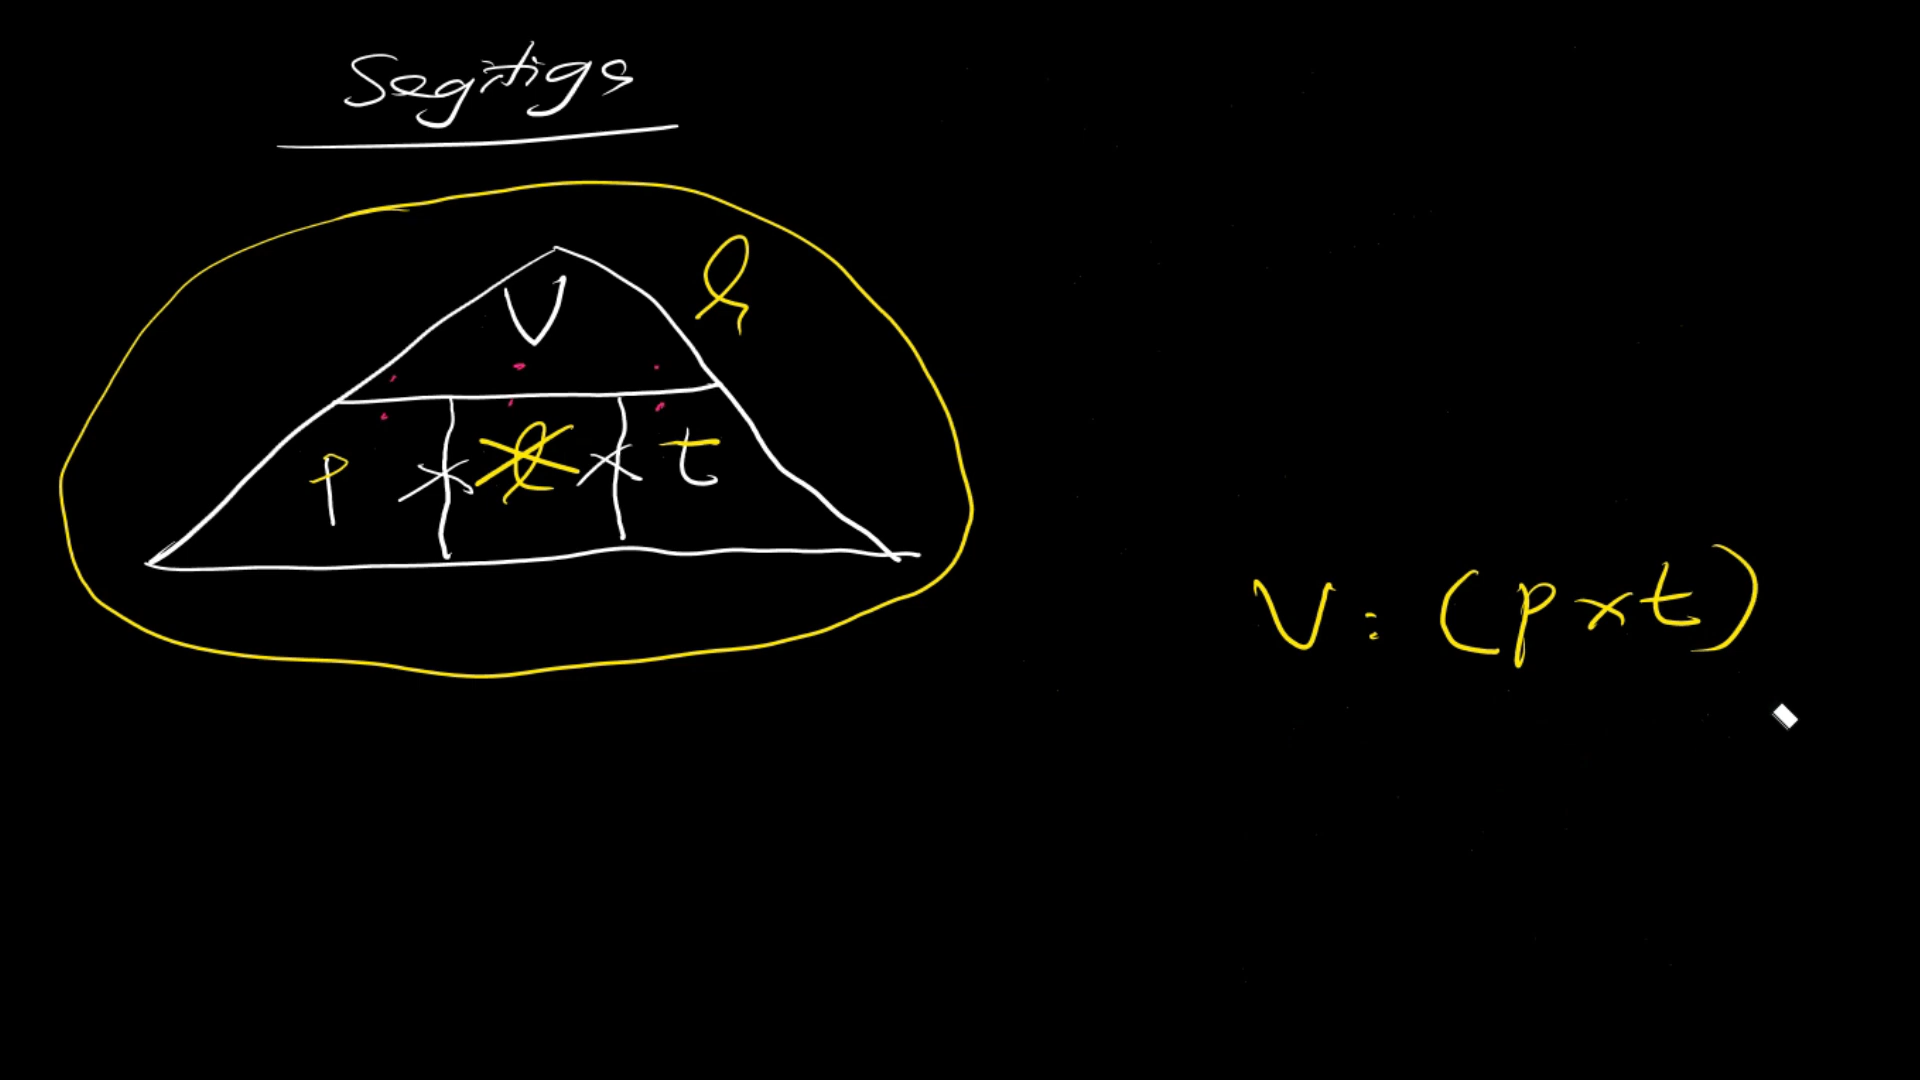 Segitiga
l
V
p × l × t
V : (p × t)